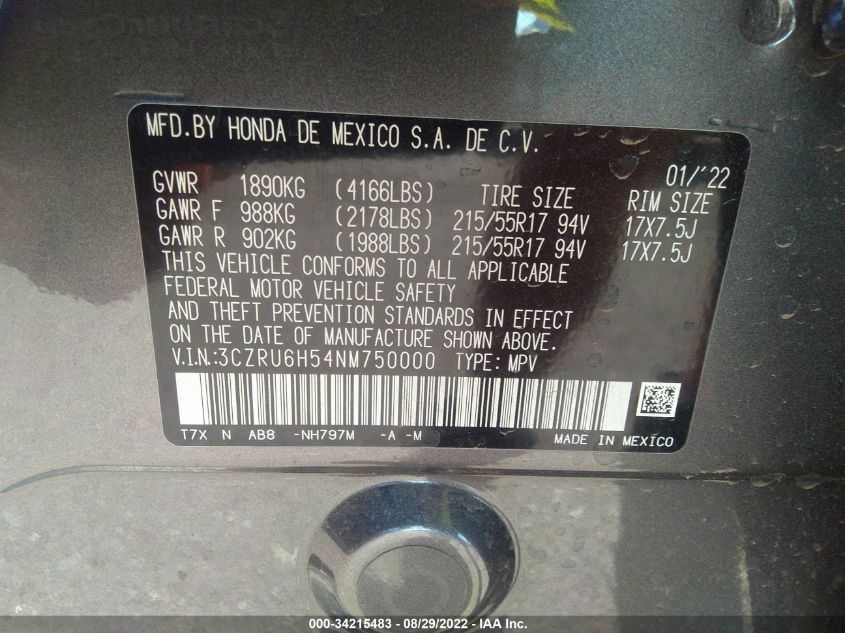 MFD.BY HONDA DE MEXICO S.A. DE C.V.
01/'22
GVWR 1890KG (4166LBS) TIRE SIZE RIM SIZE
GAWR F 988KG (2178LBS) 215/55R17 94V 17X7.5J
GAWR R 902KG (1988LBS) 215/55R17 94V 17X7.5J
THIS VEHICLE CONFORMS TO ALL APPLICABLE
FEDERAL MOTOR VEHICLE SAFETY
AND THEFT PREVENTION STANDARDS IN EFFECT
ON THE DATE OF MANUFACTURE SHOWN ABOVE.
V.I.N.:3CZRU6H54NM750000 TYPE: MPV
T7X N AB8 -NH797M -A -M MADE IN MEXICO
000-34215483 - 08/29/2022 - IAA Inc.